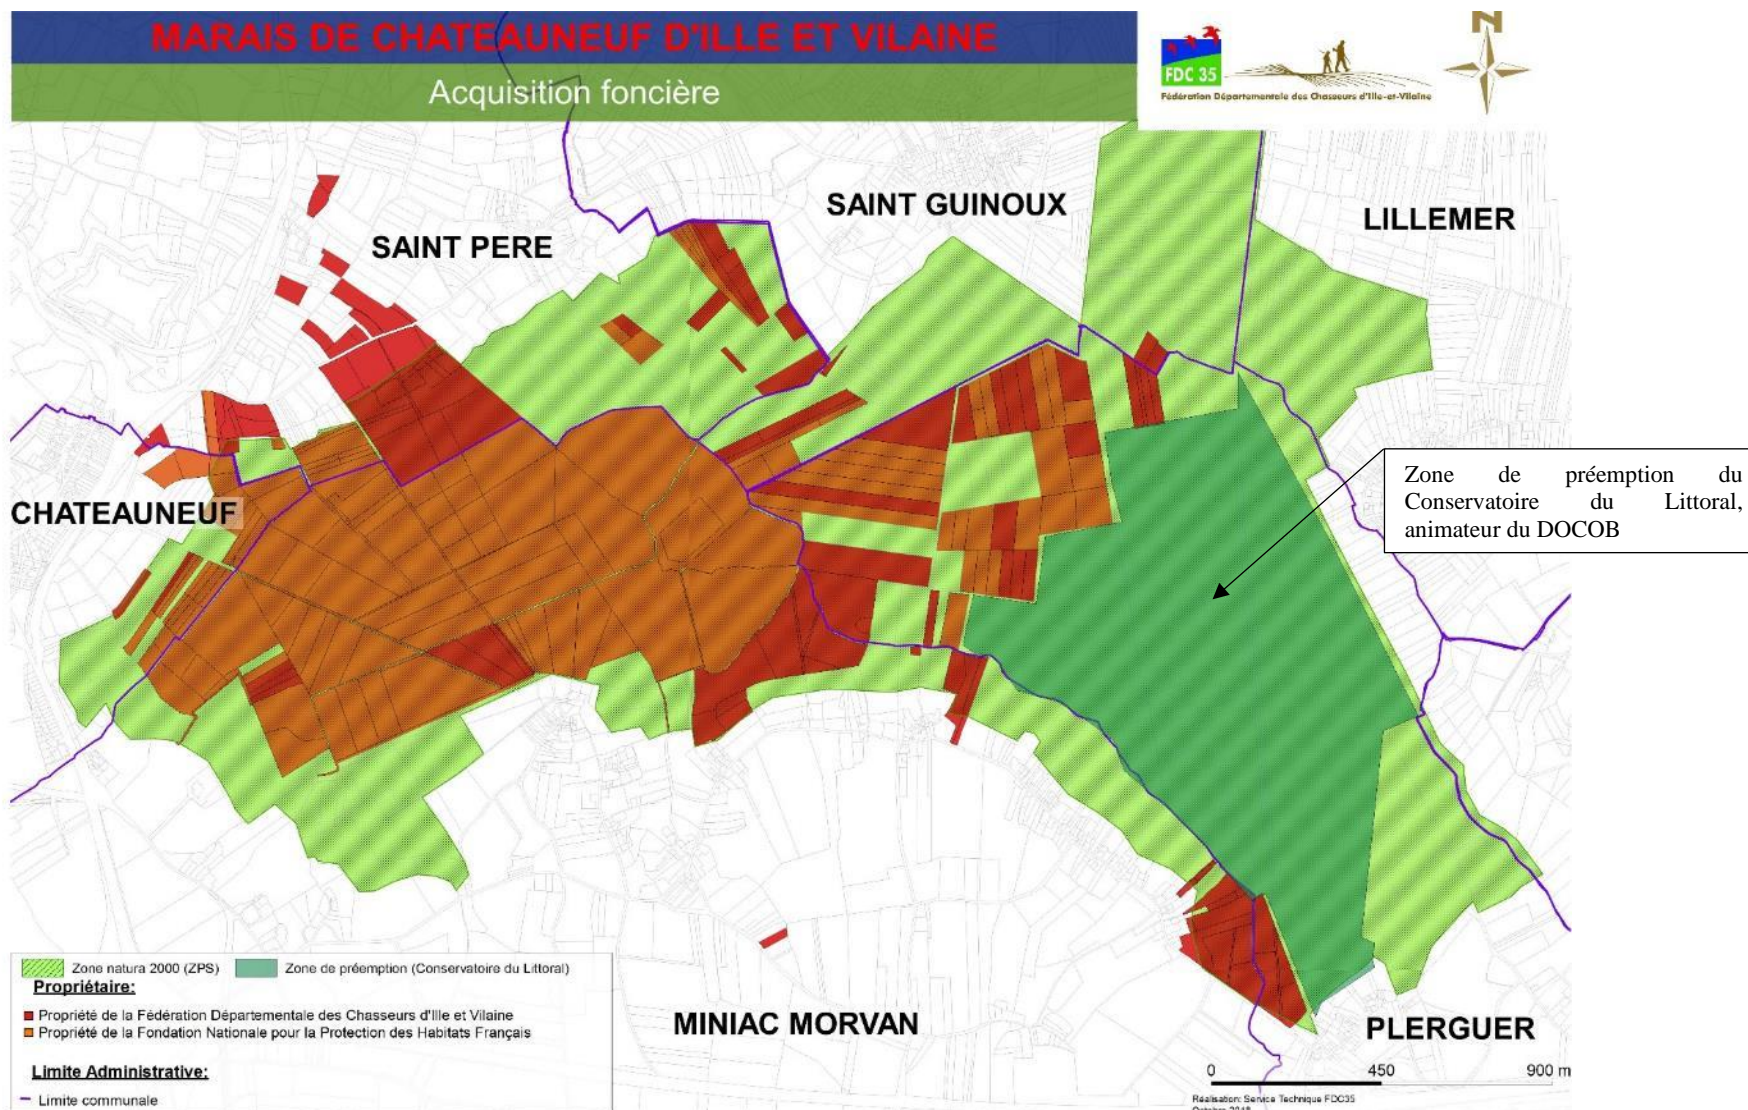 MARAIS DE CHATEAUNEUF D'ILLE ET VILAINE
Acquisition foncière
FDC 35
Fédération Départementale des Chasseurs d'Ille-et-Vilaine
N
SAINT GUINOUX
LILLEMER
SAINT PERE
CHATEAUNEUF
Zone de préemption du
Conservatoire du Littoral,
animateur du DOCOB
MINIAC MORVAN
PLERGUER
Zone natura 2000 (ZPS)
Zone de préemption (Conservatoire du Littoral)
Propriétaire:
Propriété de la Fédération Départementale des Chasseurs d'Ille et Vilaine
Propriété de la Fondation Nationale pour la Protection des Habitats Français
Limite Administrative:
Limite communale
0 450 900 m
Réalisation: Service Technique FDC35
Octobre 2018